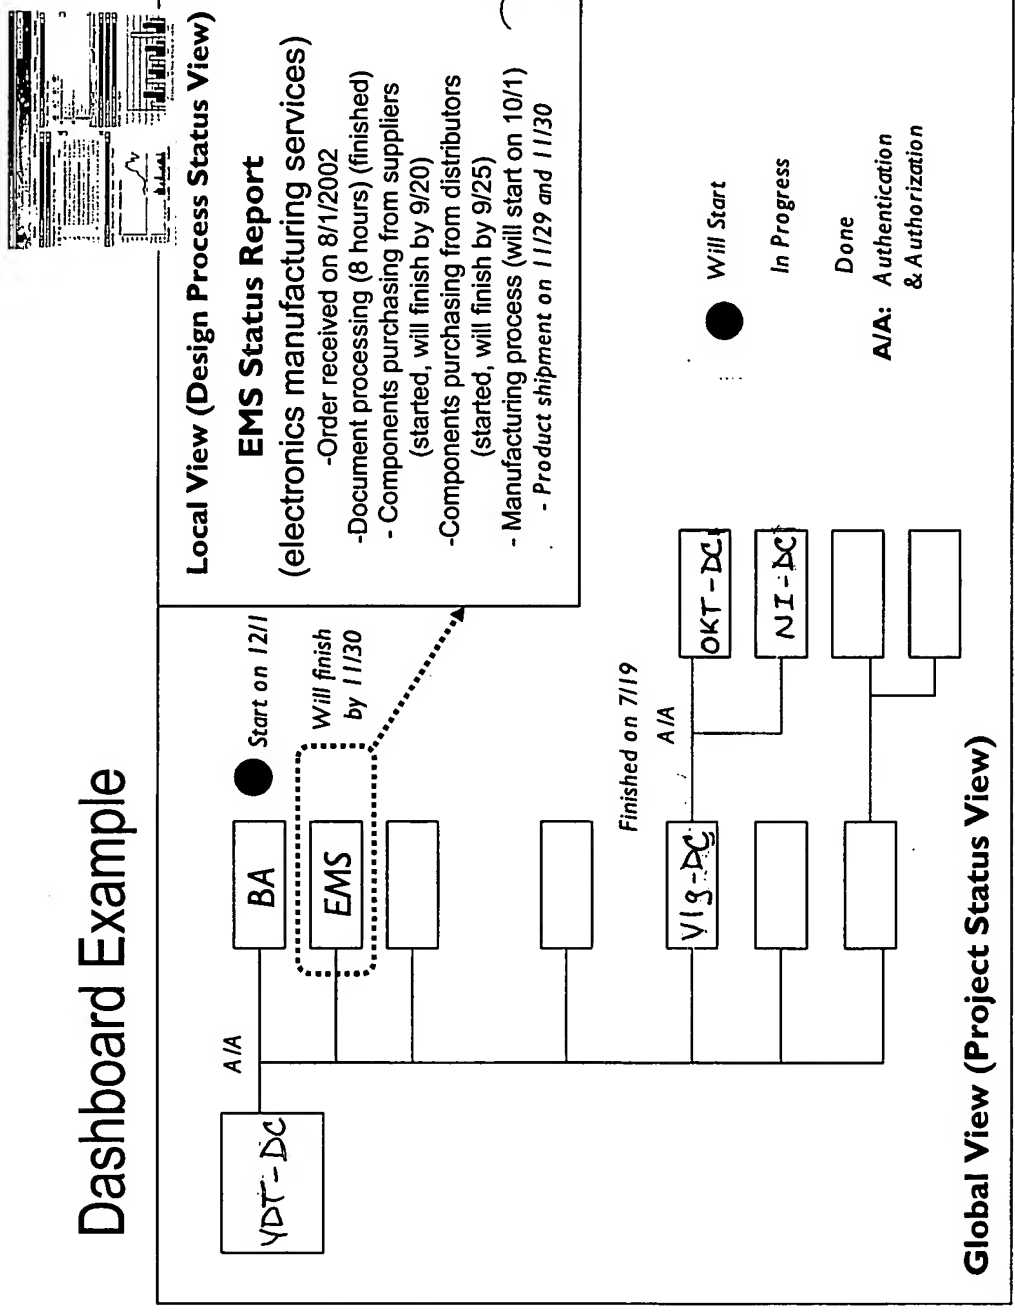 Dashboard Example
Local View (Design Process Status View)
EMS Status Report
(electronics manufacturing services)
-Order received on 8/1/2002
-Document processing (8 hours) (finished)
- Components purchasing from suppliers
(started, will finish by 9/20)
-Components purchasing from distributors
(started, will finish by 9/25)
- Manufacturing process (will start on 10/1)
- Product shipment on 11/29 and 11/30
YDT-DC
A/A
BA
Start on 12/1
EMS
Will finish
by 11/30
Finished on 7/19
Vlg-DC
A/A
OKT-DC
NI-DC
Will Start
In Progress
Done
A/A: Authentication
& Authorization
Global View (Project Status View)